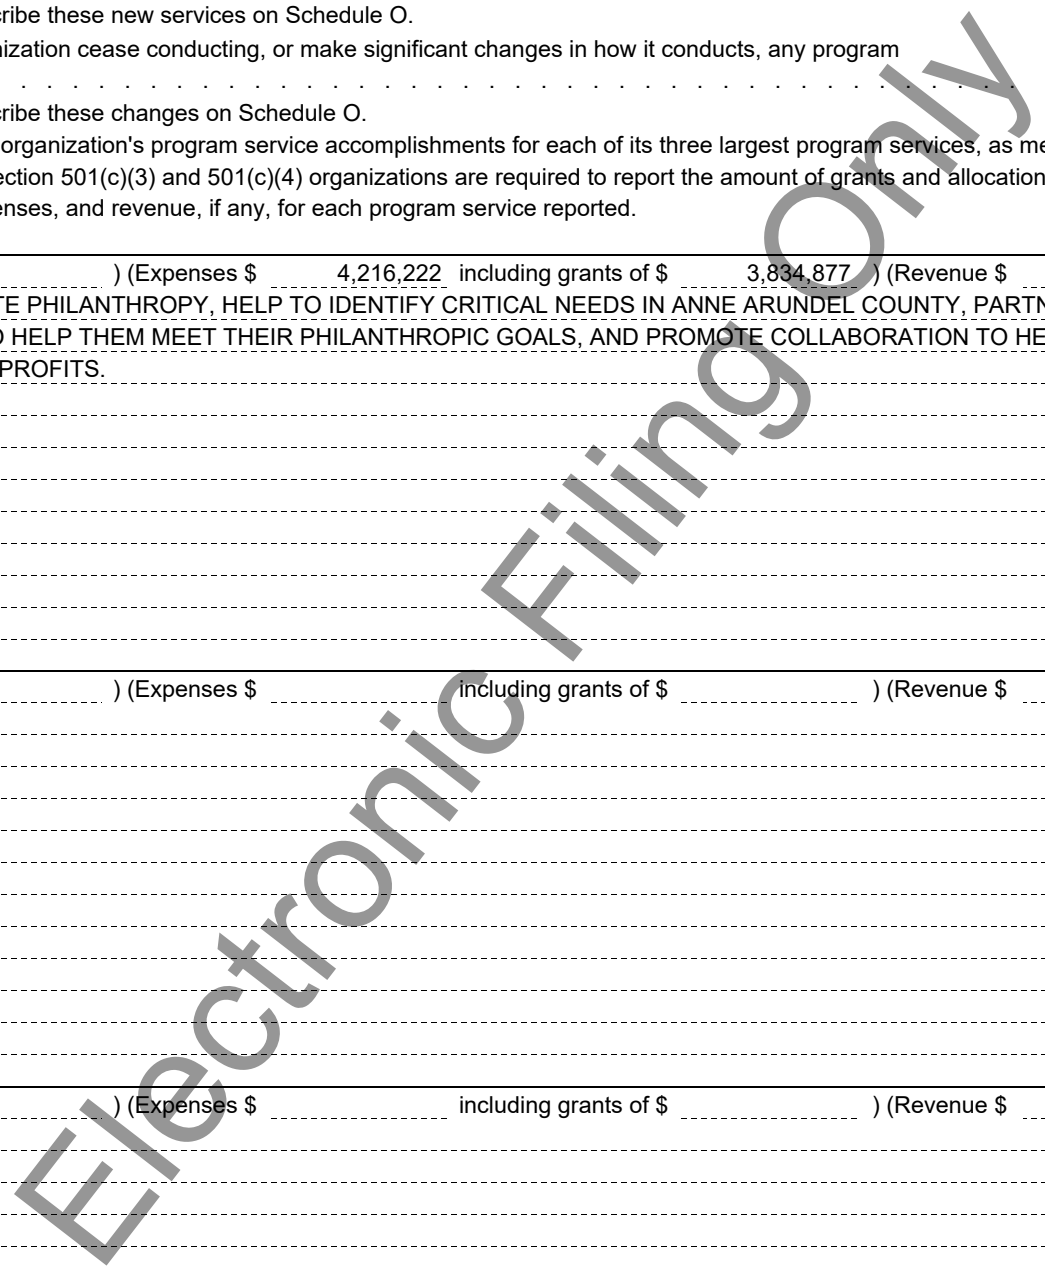 cribe these new services on Schedule O.
nization cease conducting, or make significant changes in how it conducts, any program
. . . . . . . . . . . . . . . . . . . . . . . . . . . . . . . . . . . . . . .
cribe these changes on Schedule O.
organization's program service accomplishments for each of its three largest program services, as me
ection 501(c)(3) and 501(c)(4) organizations are required to report the amount of grants and allocation
enses, and revenue, if any, for each program service reported.
) (Expenses $ 4,216,222 including grants of $ 3,834,877 ) (Revenue $
TE PHILANTHROPY, HELP TO IDENTIFY CRITICAL NEEDS IN ANNE ARUNDEL COUNTY, PARTN
O HELP THEM MEET THEIR PHILANTHROPIC GOALS, AND PROMOTE COLLABORATION TO HE
PROFITS.
) (Expenses $ including grants of $ ) (Revenue $
) (Expenses $ including grants of $ ) (Revenue $
Electronic Filing Only